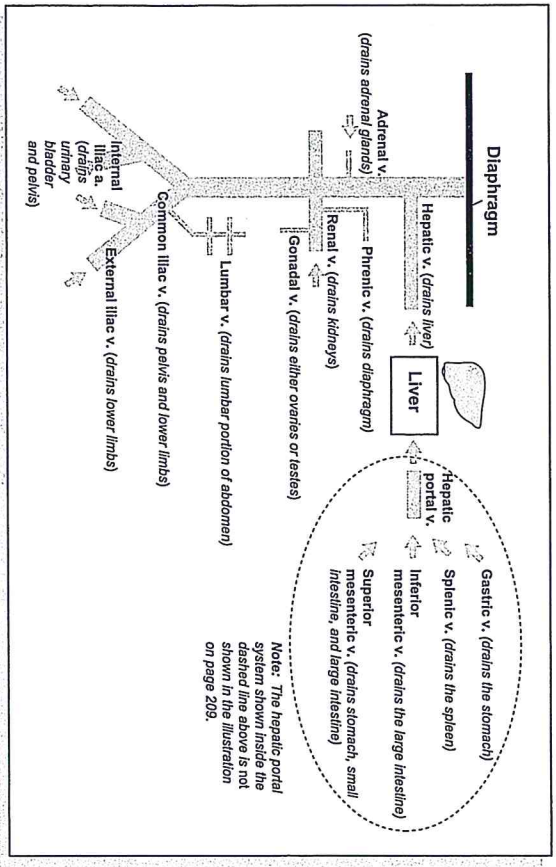 Diaphragm
Adrenal v.
(drains adrenal glands)
Hepatic v. (drains liver)
Liver
Hepatic
portal v.
Gastric v. (drains the stomach)
Splenic v. (drains the spleen)
Inferior
mesenteric v. (drains the large intestine)
Superior
mesenteric v. (drains stomach, small
intestine, and large intestine)
Phrenic v. (drains diaphragm)
Renal v. (drains kidneys)
Gonadal v. (drains either ovaries or testes)
Lumbar v. (drains lumbar portion of abdomen)
Common iliac v. (drains pelvis and lower limbs)
Internal
iliac a.
(drains
urinary
bladder
and pelvis)
External iliac v. (drains lower limbs)
Note: The hepatic portal
system shown inside the
dashed line above is not
shown in the illustration
on page 209.